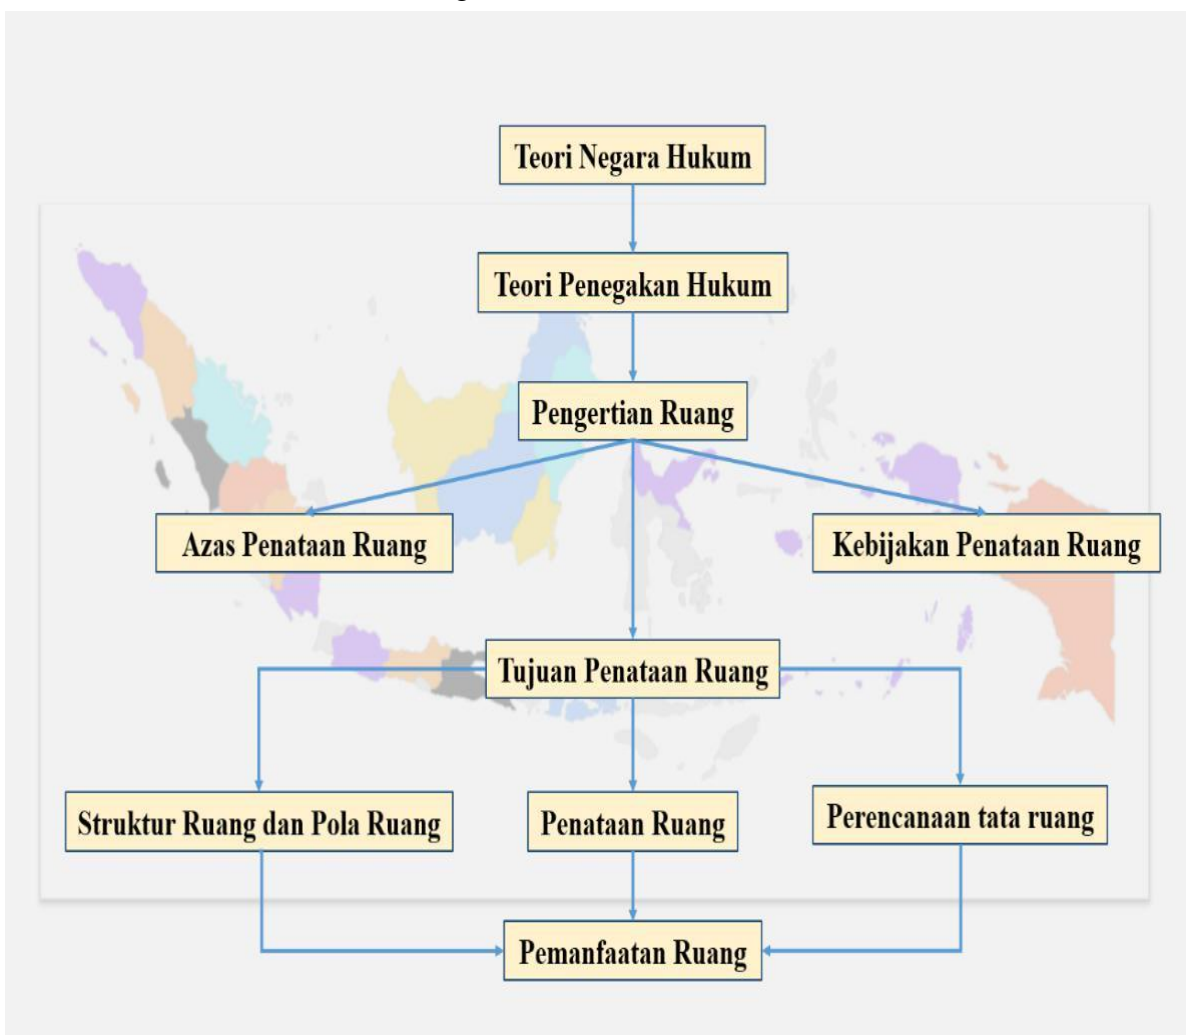 Teori Negara Hukum
Teori Penegakan Hukum
Pengertian Ruang
Azas Penataan Ruang
Kebijakan Penataan Ruang
Tujuan Penataan Ruang
Struktur Ruang dan Pola Ruang
Penataan Ruang
Perencanaan tata ruang
Pemanfaatan Ruang